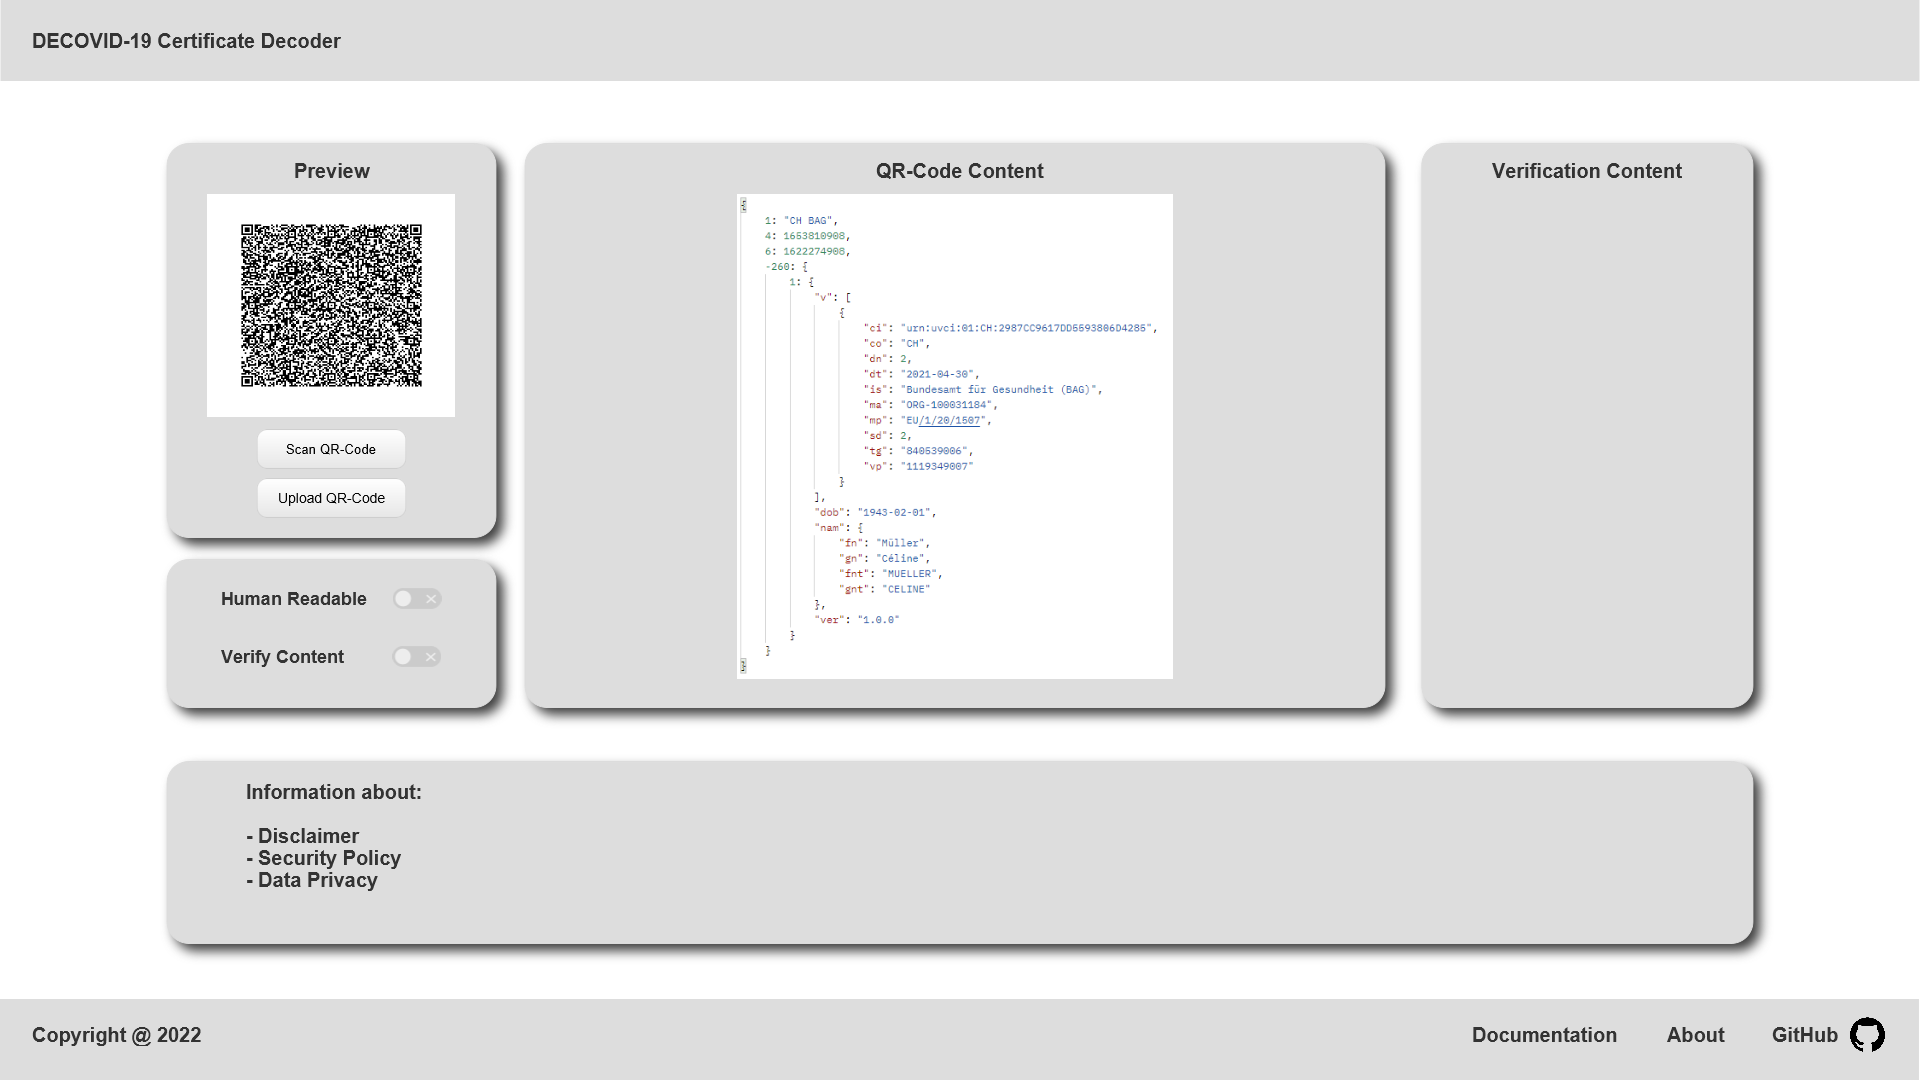 DECOVID-19 Certificate Decoder
Preview
Scan QR-Code
Upload QR-Code
Human Readable
Verify Content
QR-Code Content
{
1: "CH BAG",
4: 1653810908,
6: 1622274908,
-260: {
1: {
"v": [
{
"ci": "urn:uvci:01:CH:2987CC9617DD5593806D4285",
"co": "CH",
"dn": 2,
"dt": "2021-04-30",
"is": "Bundesamt für Gesundheit (BAG)",
"ma": "ORG-100031184",
"mp": "EU/1/20/1507",
"sd": 2,
"tg": "840539006",
"vp": "1119349007"
}
],
"dob": "1943-02-01",
"nam": {
"fn": "Müller",
"gn": "Céline",
"fnt": "MUELLER",
"gnt": "CELINE"
},
"ver": "1.0.0"
}
}
}
Verification Content
Information about:
- Disclaimer
- Security Policy
- Data Privacy
Copyright @ 2022
Documentation
About
GitHub